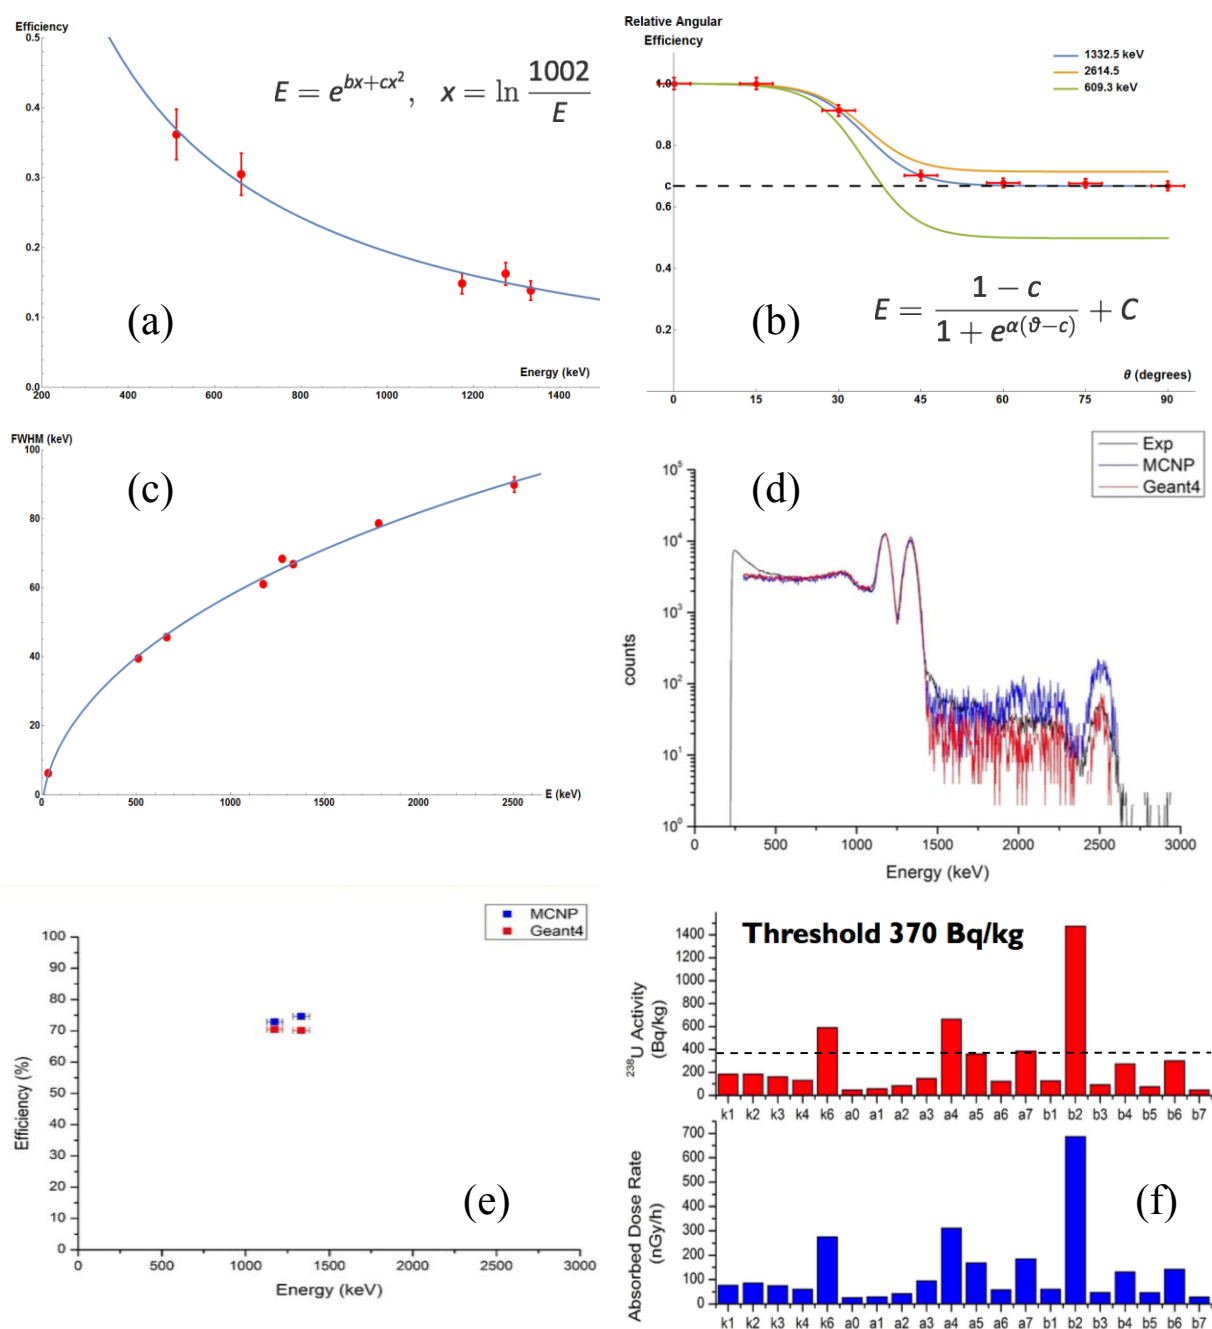 Efficiency
0.5
0.4
0.3
0.2
0.1
0.0
200 400 600 800 1000 1200 1400
Energy (keV)
E = e^{bx+cx^2}, x = ln 1002/E
(a)
Relative Angular
Efficiency
1332.5 keV
2614.5
609.3 keV
1.0
0.8
c
0.6
0.4
0.2
0 15 30 45 60 75 90
θ (degrees)
E = \frac{1 − c}{1 + e^{α(ϑ−c)}} + C
(b)
FWHM (keV)
100
80
60
40
20
0
0 500 1000 1500 2000 2500
E (keV)
(c)
(d)
Exp
MCNP
Geant4
10^5
10^4
10^3
10^2
10^1
10^0
counts
0 500 1000 1500 2000 2500 3000
Energy (keV)
MCNP
Geant4
100
90
80
70
60
50
40
30
20
10
0
Efficiency (%)
0 500 1000 1500 2000 2500 3000
Energy (keV)
(e)
Threshold 370 Bq/kg
1400
1200
1000
800
600
400
200
0
^{238}U Activity
(Bq/kg)
k1 k2 k3 k4 k6 a0 a1 a2 a3 a4 a5 a6 a7 b1 b2 b3 b4 b5 b6 b7
700
600
500
400
300
200
100
0
Absorbed Dose Rate
(nGy/h)
k1 k2 k3 k4 k6 a0 a1 a2 a3 a4 a5 a6 a7 b1 b2 b3 b4 b5 b6 b7
(f)